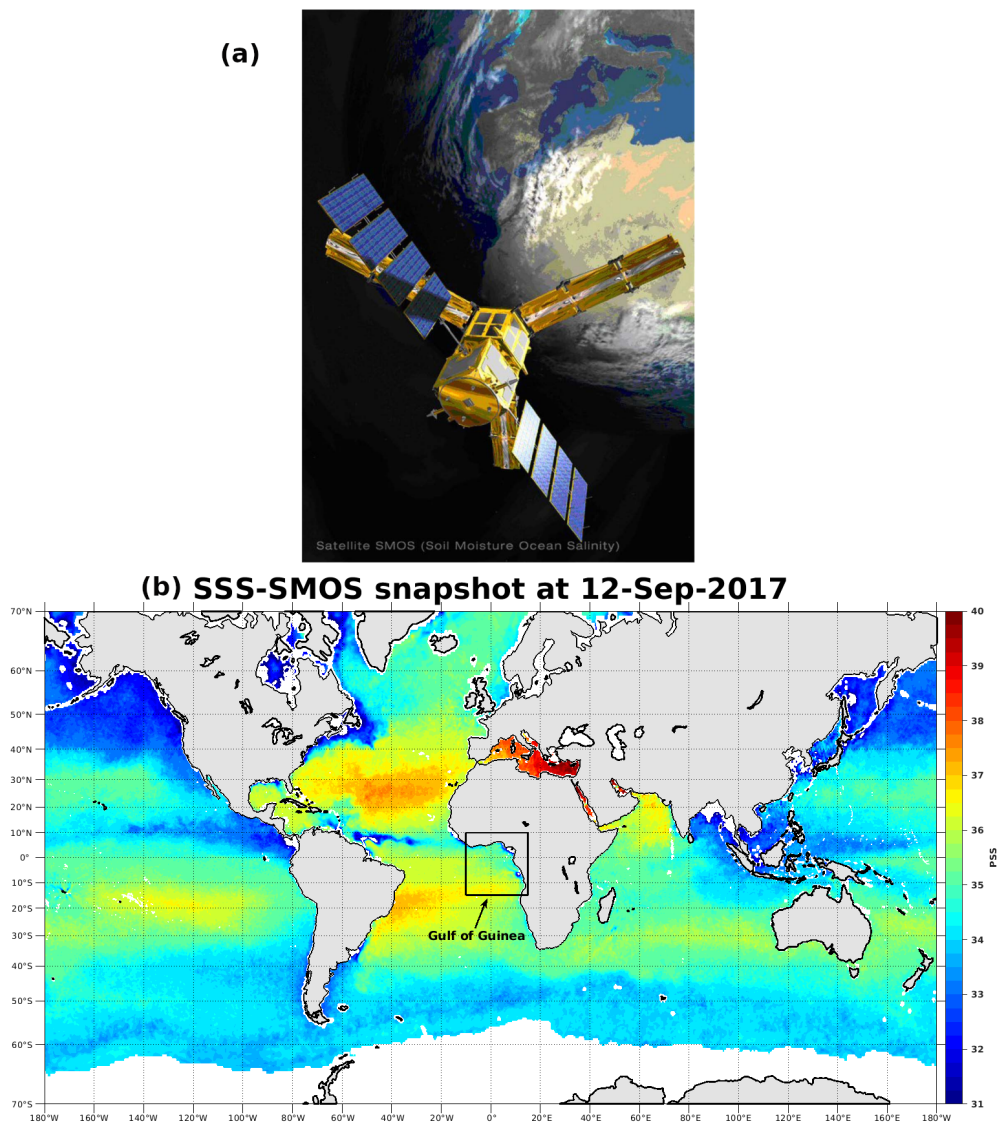 (a)
Satellite SMOS (Soil Moisture Ocean Salinity)
(b) SSS-SMOS snapshot at 12-Sep-2017
70°N
60°N
50°N
40°N
30°N
20°N
10°N
0°
10°S
20°S
30°S
40°S
50°S
60°S
70°S
Gulf of Guinea
180°W 160°W 140°W 120°W 100°W 80°W 60°W 40°W 20°W 0° 20°E 40°E 60°E 80°E 100°E 120°E 140°E 160°E 180°W
40
39
38
37
36
35
34
33
32
31
PSS